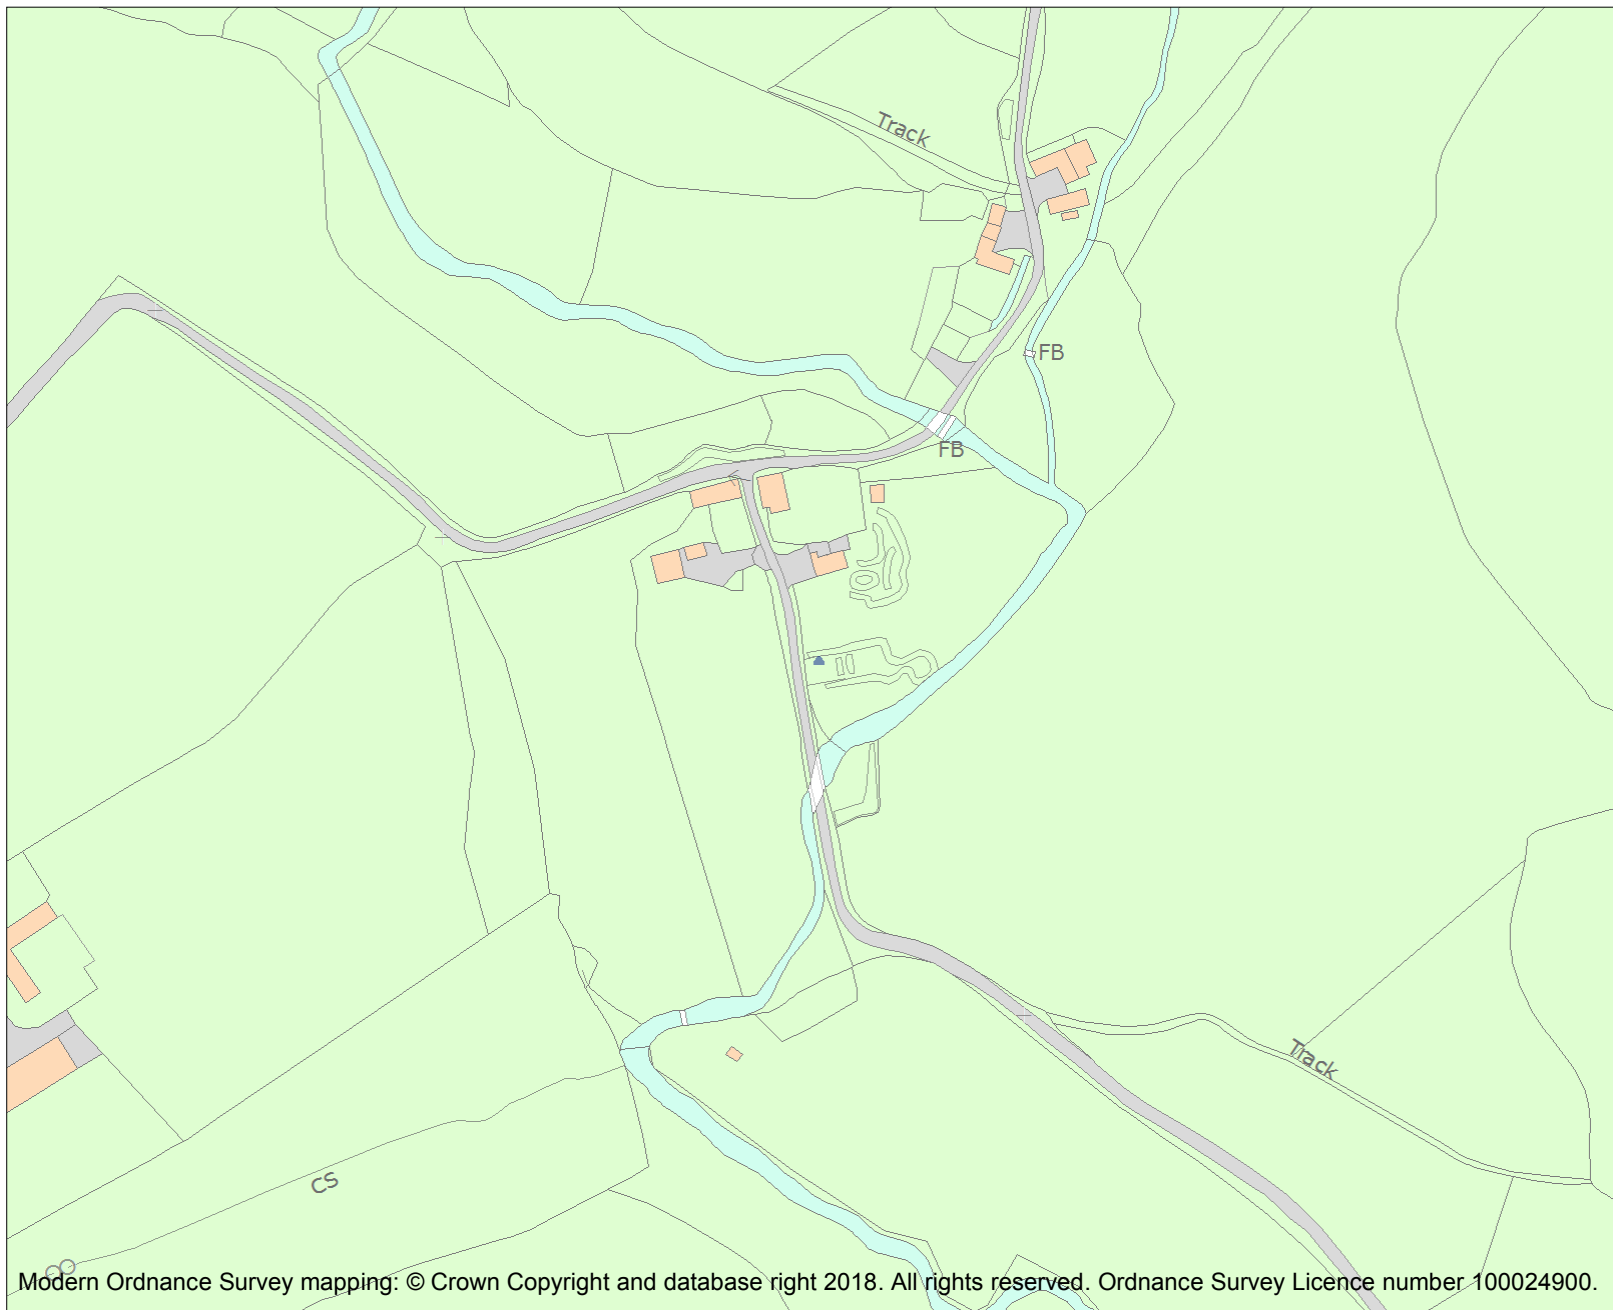 Track
FB
FB
Track
CS
Modern Ordnance Survey mapping: © Crown Copyright and database right 2018. All rights reserved. Ordnance Survey Licence number 100024900.